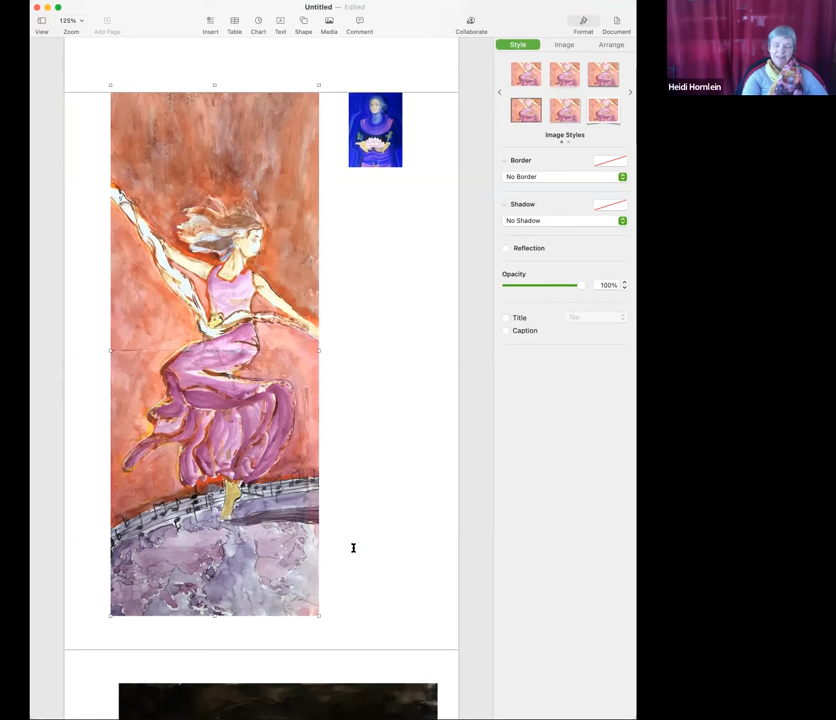 Untitled — Edited
125%
View
Zoom
Add Page
Insert
Table
Chart
Text
Shape
Media
Comment
Collaborate
Format
Document
Style
Image
Arrange
Image Styles
Border
No Border
Shadow
No Shadow
Reflection
Opacity
100%
Title
Top
Caption
Heidi Hornlein